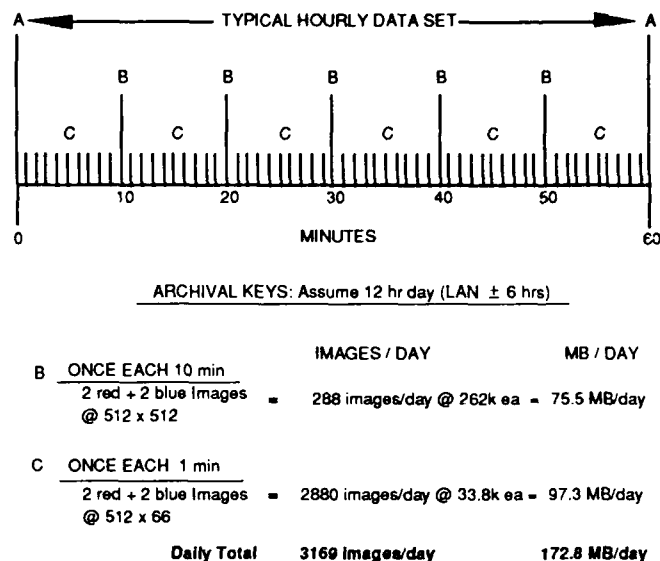 A TYPICAL HOURLY DATA SET A
B B B B B
C C C C C C
10 20 30 40 50
0 60
MINUTES
ARCHIVAL KEYS: Assume 12 hr day (LAN ± 6 hrs)
IMAGES / DAY MB / DAY
B ONCE EACH 10 min
2 red + 2 blue Images = 288 images/day @ 262k ea = 75.5 MB/day
@ 512 x 512
C ONCE EACH 1 min
2 red + 2 blue Images = 2880 images/day @ 33.8k ea = 97.3 MB/day
@ 512 x 66
Daily Total 3169 images/day 172.8 MB/day